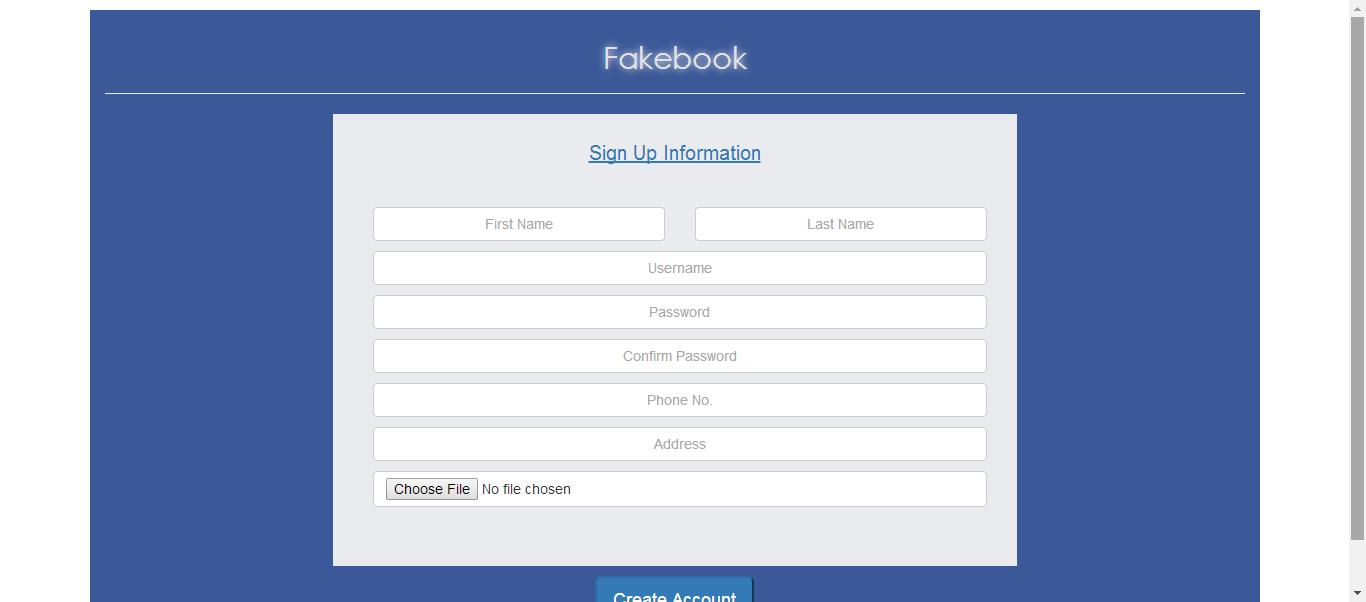 Fakebook
Sign Up Information
First Name Last Name
Username
Password
Confirm Password
Phone No.
Address
Choose File No file chosen
Create Account